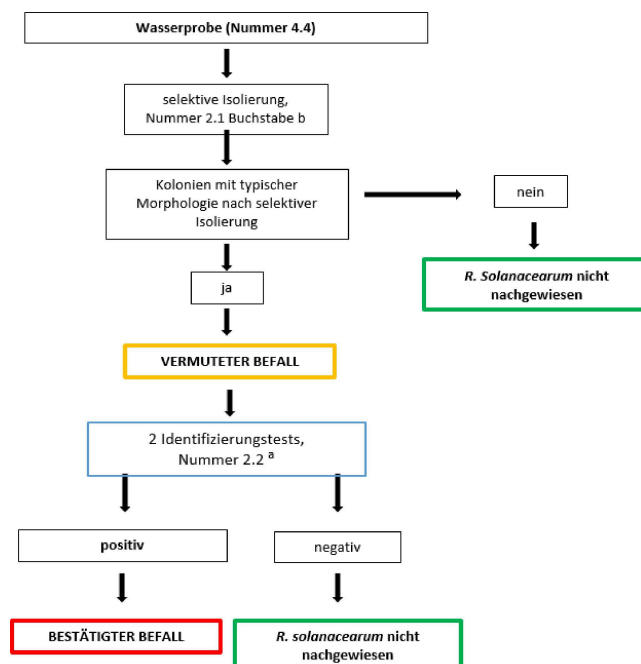 Wasserprobe (Nummer 4.4)
selektive Isolierung,
Nummer 2.1 Buchstabe b
Kolonien mit typischer
Morphologie nach selektiver
Isolierung
nein
R. Solanacearum nicht
nachgewiesen
ja
VERMUTETER BEFALL
2 Identifizierungstests,
Nummer 2.2 a
positiv
negativ
BESTÄTIGTER BEFALL
R. solanacearum nicht
nachgewiesen